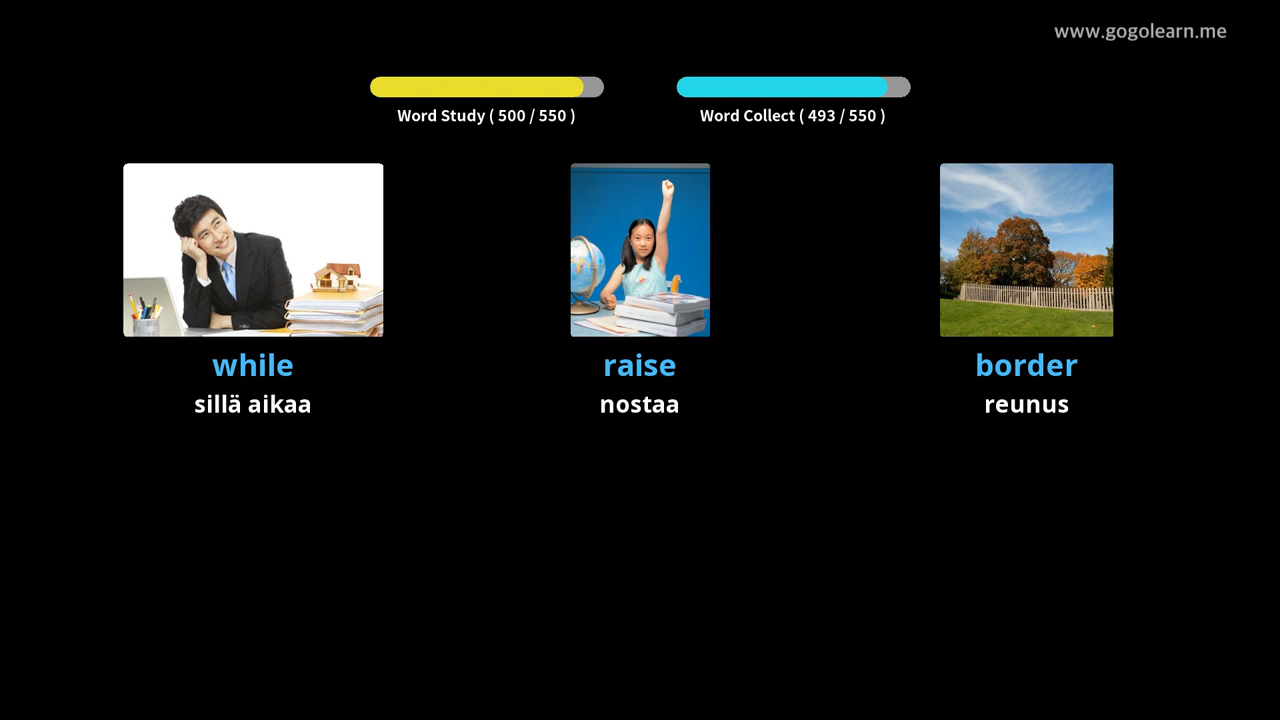 www.gogolearn.me
Word Study ( 500 / 550 )
Word Collect ( 493 / 550 )
while
sillä aikaa
raise
nostaa
border
reunus